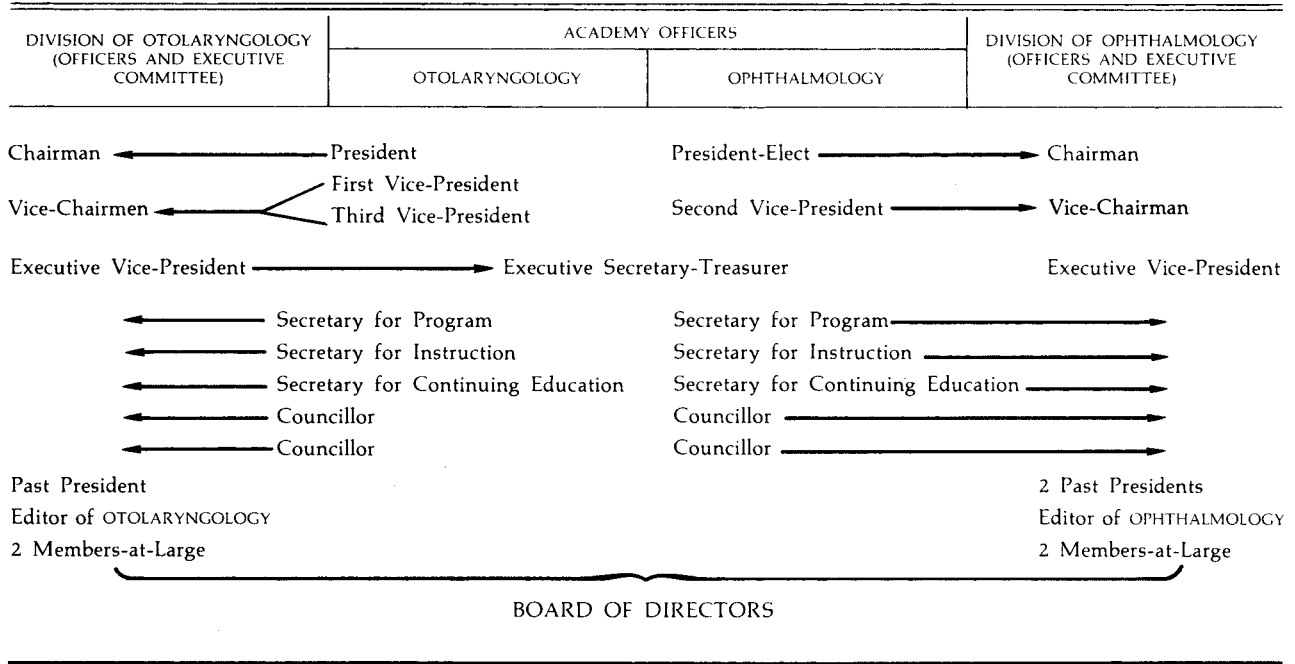 DIVISION OF OTOLARYNGOLOGY
(OFFICERS AND EXECUTIVE
COMMITTEE)
ACADEMY OFFICERS
OTOLARYNGOLOGY
OPHTHALMOLOGY
DIVISION OF OPHTHALMOLOGY
(OFFICERS AND EXECUTIVE
COMMITTEE)
Chairman President President-Elect Chairman
First Vice-President
Vice-Chairmen Third Vice-President Second Vice-President Vice-Chairman
Executive Vice-President Executive Secretary-Treasurer Executive Vice-President
Secretary for Program Secretary for Program
Secretary for Instruction Secretary for Instruction
Secretary for Continuing Education Secretary for Continuing Education
Councillor Councillor
Councillor Councillor
Past President 2 Past Presidents
Editor of OTOLARYNGOLOGY Editor of OPHTHALMOLOGY
2 Members-at-Large 2 Members-at-Large
BOARD OF DIRECTORS